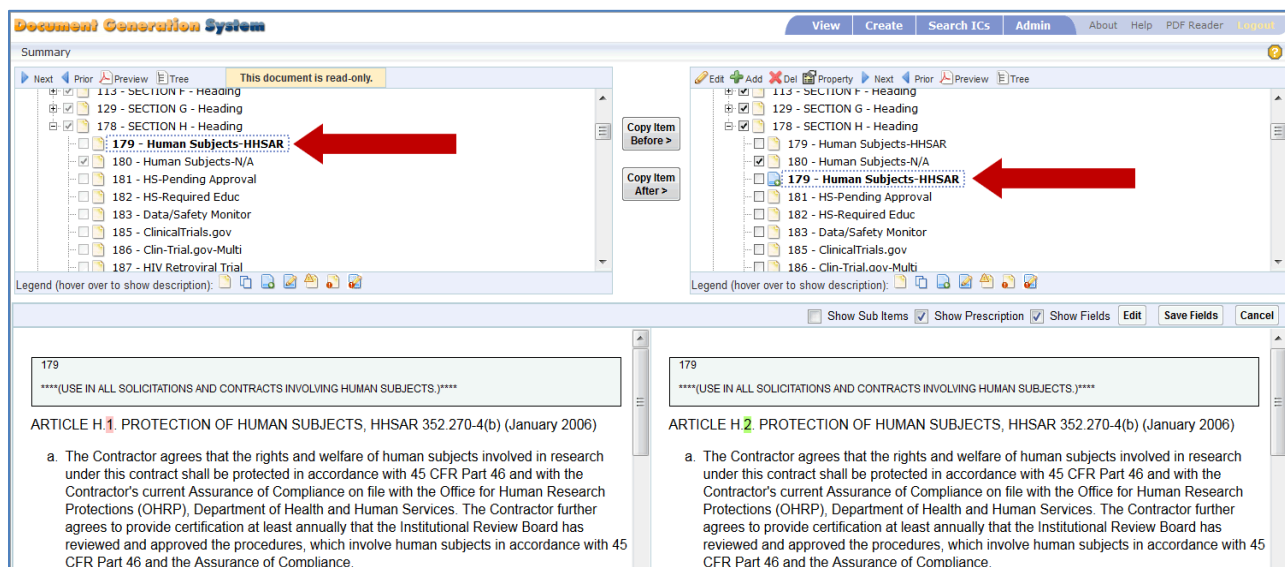 Document Generation System
View Create Search ICs Admin About Help PDF Reader Logout
Summary
Next Prior Preview Tree This document is read-only.
113 - SECTION F - Heading
129 - SECTION G - Heading
178 - SECTION H - Heading
179 - Human Subjects-HHSAR
180 - Human Subjects-N/A
181 - HS-Pending Approval
182 - HS-Required Educ
183 - Data/Safety Monitor
185 - ClinicalTrials.gov
186 - Clin-Trial.gov-Multi
187 - HIV Retroviral Trial
Legend (hover over to show description):
Copy Item
Before >
Copy Item
After >
Edit Add Del Property Next Prior Preview Tree
113 - SECTION F - Heading
129 - SECTION G - Heading
178 - SECTION H - Heading
179 - Human Subjects-HHSAR
180 - Human Subjects-N/A
179 - Human Subjects-HHSAR
181 - HS-Pending Approval
182 - HS-Required Educ
183 - Data/Safety Monitor
185 - ClinicalTrials.gov
186 - Clin-Trial.gov-Multi
Legend (hover over to show description):
Show Sub Items Show Prescription Show Fields Edit Save Fields Cancel
179
****(USE IN ALL SOLICITATIONS AND CONTRACTS INVOLVING HUMAN SUBJECTS.)****
ARTICLE H.1. PROTECTION OF HUMAN SUBJECTS, HHSAR 352.270-4(b) (January 2006)
a. The Contractor agrees that the rights and welfare of human subjects involved in research
under this contract shall be protected in accordance with 45 CFR Part 46 and with the
Contractor's current Assurance of Compliance on file with the Office for Human Research
Protections (OHRP), Department of Health and Human Services. The Contractor further
agrees to provide certification at least annually that the Institutional Review Board has
reviewed and approved the procedures, which involve human subjects in accordance with 45
CFR Part 46 and the Assurance of Compliance.
179
****(USE IN ALL SOLICITATIONS AND CONTRACTS INVOLVING HUMAN SUBJECTS.)****
ARTICLE H.2. PROTECTION OF HUMAN SUBJECTS, HHSAR 352.270-4(b) (January 2006)
a. The Contractor agrees that the rights and welfare of human subjects involved in research
under this contract shall be protected in accordance with 45 CFR Part 46 and with the
Contractor's current Assurance of Compliance on file with the Office for Human Research
Protections (OHRP), Department of Health and Human Services. The Contractor further
agrees to provide certification at least annually that the Institutional Review Board has
reviewed and approved the procedures, which involve human subjects in accordance with 45
CFR Part 46 and the Assurance of Compliance.